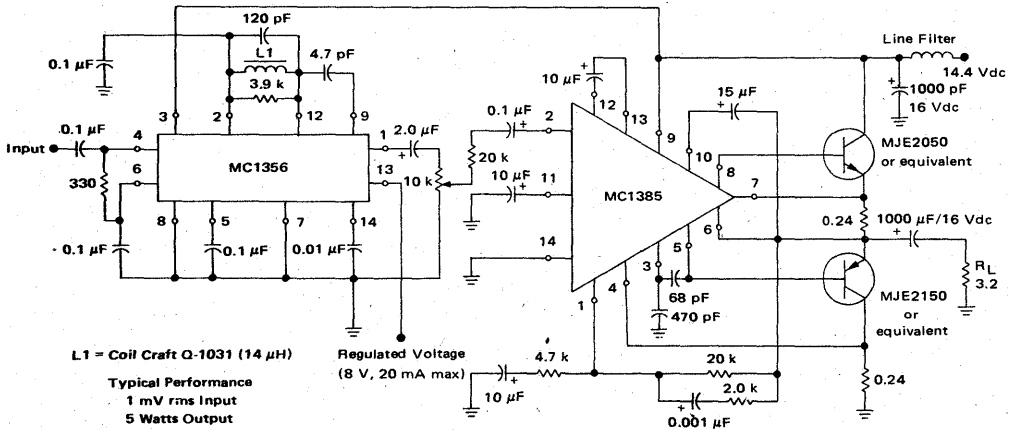 120 pF
L1
4.7 pF
0.1 µF
3.9 k
3
2
12
9
0.1 µF
4
Input
6
330
MC1356
1
2.0 µF
13
10 k
8
5
7
14
0.1 µF
0.1 µF
0.01 µF
L1 = Coil Craft Q-1031 (14 µH)
Typical Performance
1 mV rms Input
5 Watts Output
Regulated Voltage
(8 V, 20 mA max)
10 µF
12
13
9
0.1 µF
2
20 k
10 µF
11
14
MC1385
15 µF
10
8
7
6
5
3
4
1
68 pF
470 pF
4.7 k
10 µF
20 k
2.0 k
0.001 µF
Line Filter
14.4 Vdc
1000 pF
16 Vdc
MJE2050
or equivalent
0.24
1000 µF/16 Vdc
RL
3.2
MJE2150
or
equivalent
0.24